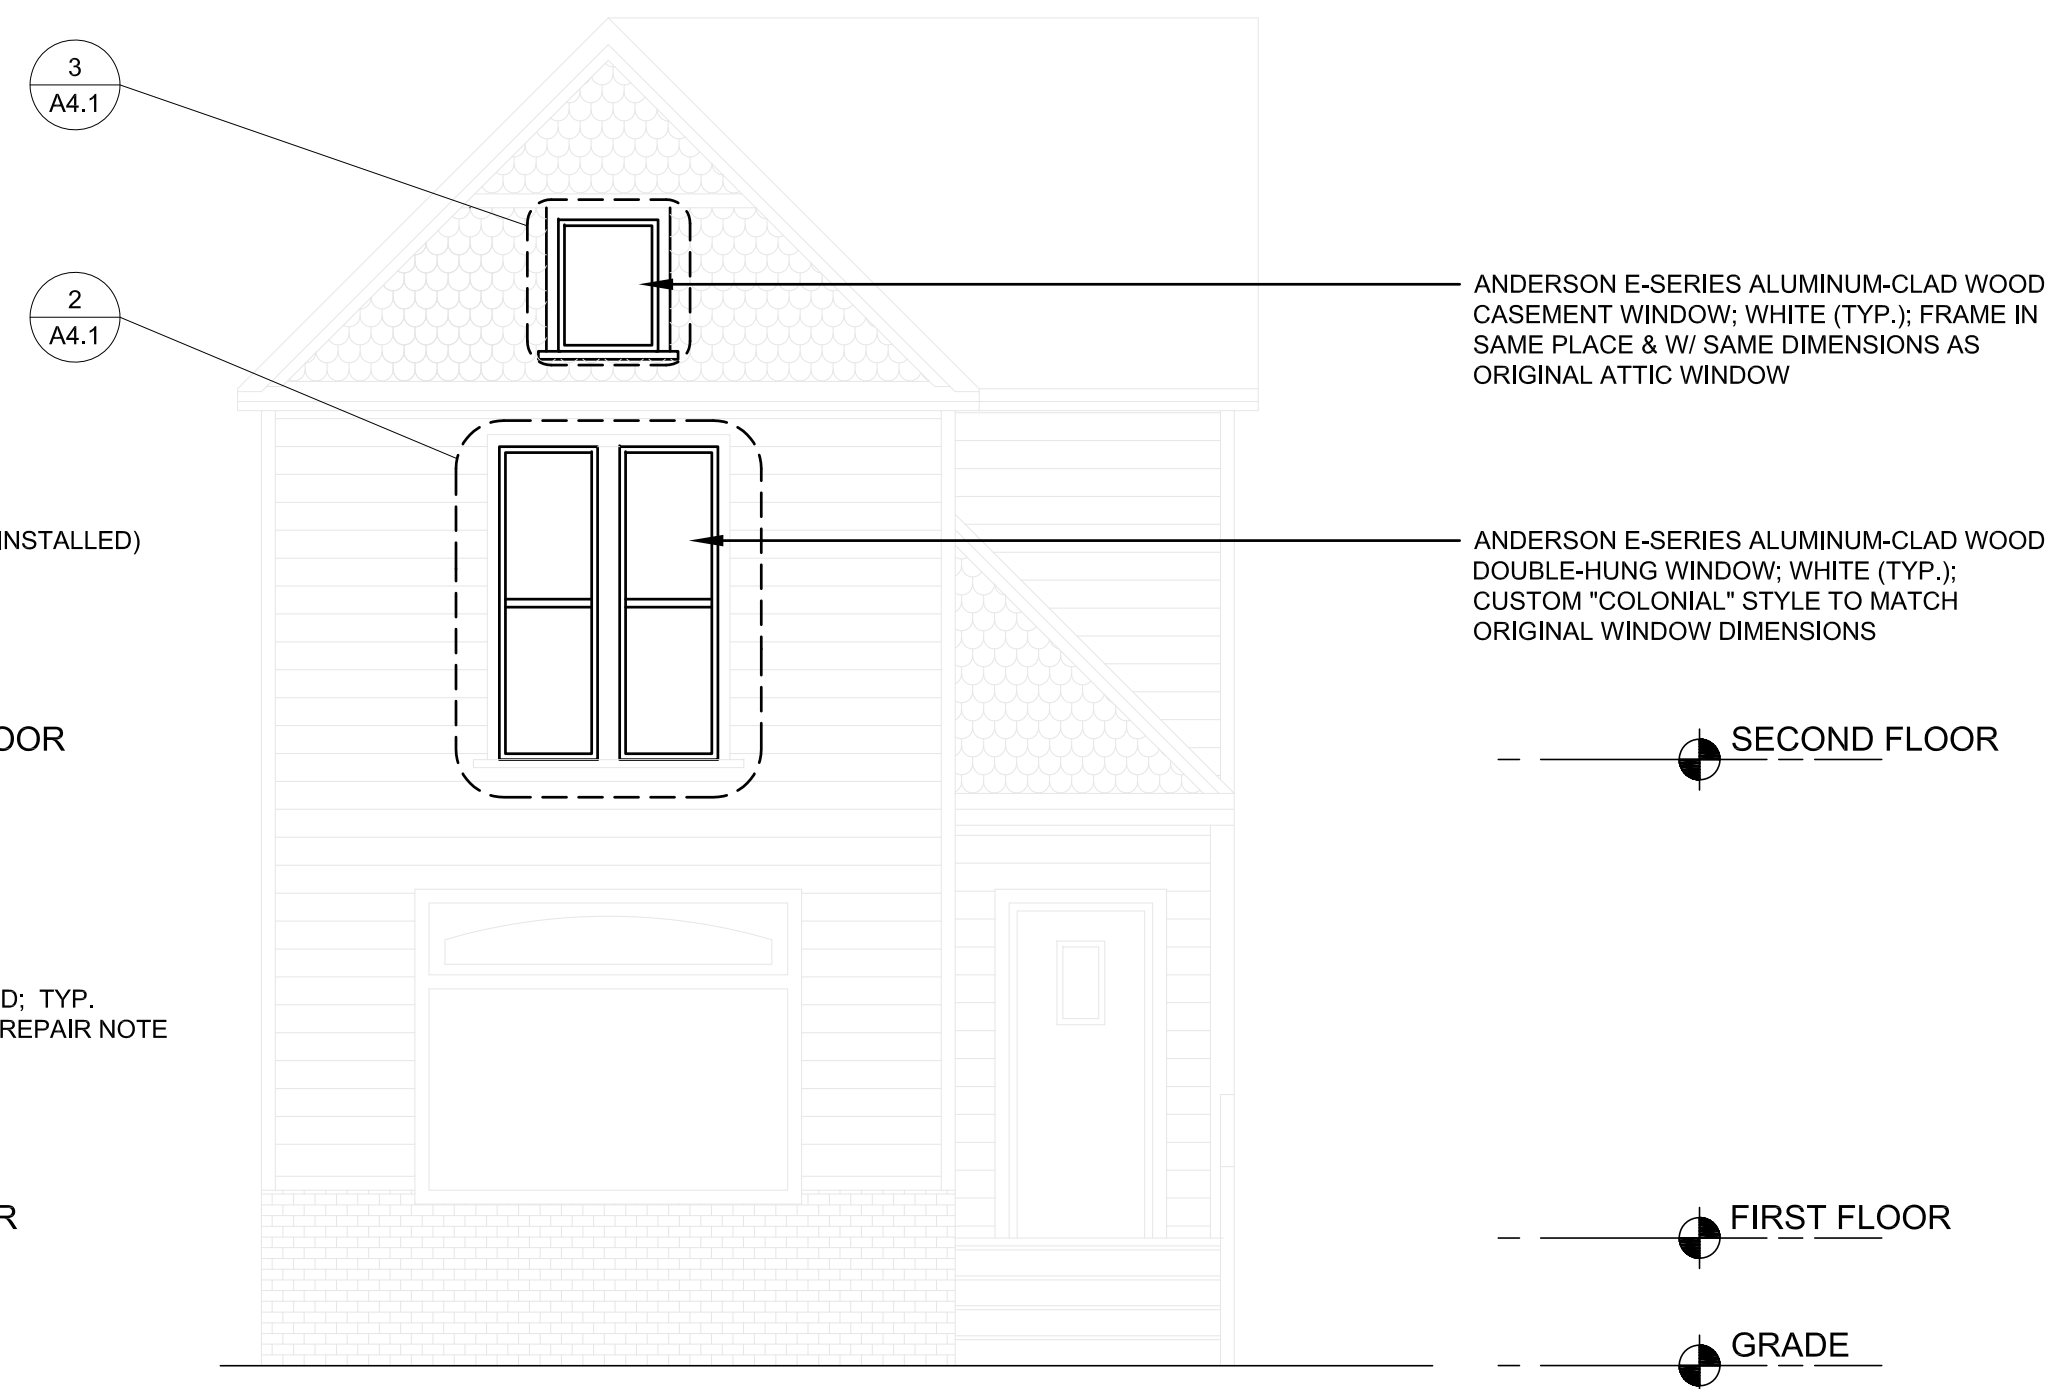 3
A4.1
ANDERSON E-SERIES ALUMINUM-CLAD WOOD
CASEMENT WINDOW; WHITE (TYP.); FRAME IN
SAME PLACE & W/ SAME DIMENSIONS AS
ORIGINAL ATTIC WINDOW
2
A4.1
INSTALLED)
ANDERSON E-SERIES ALUMINUM-CLAD WOOD
DOUBLE-HUNG WINDOW; WHITE (TYP.);
CUSTOM "COLONIAL" STYLE TO MATCH
ORIGINAL WINDOW DIMENSIONS
OOR
SECOND FLOOR
D; TYP.
REPAIR NOTE
R
FIRST FLOOR
GRADE